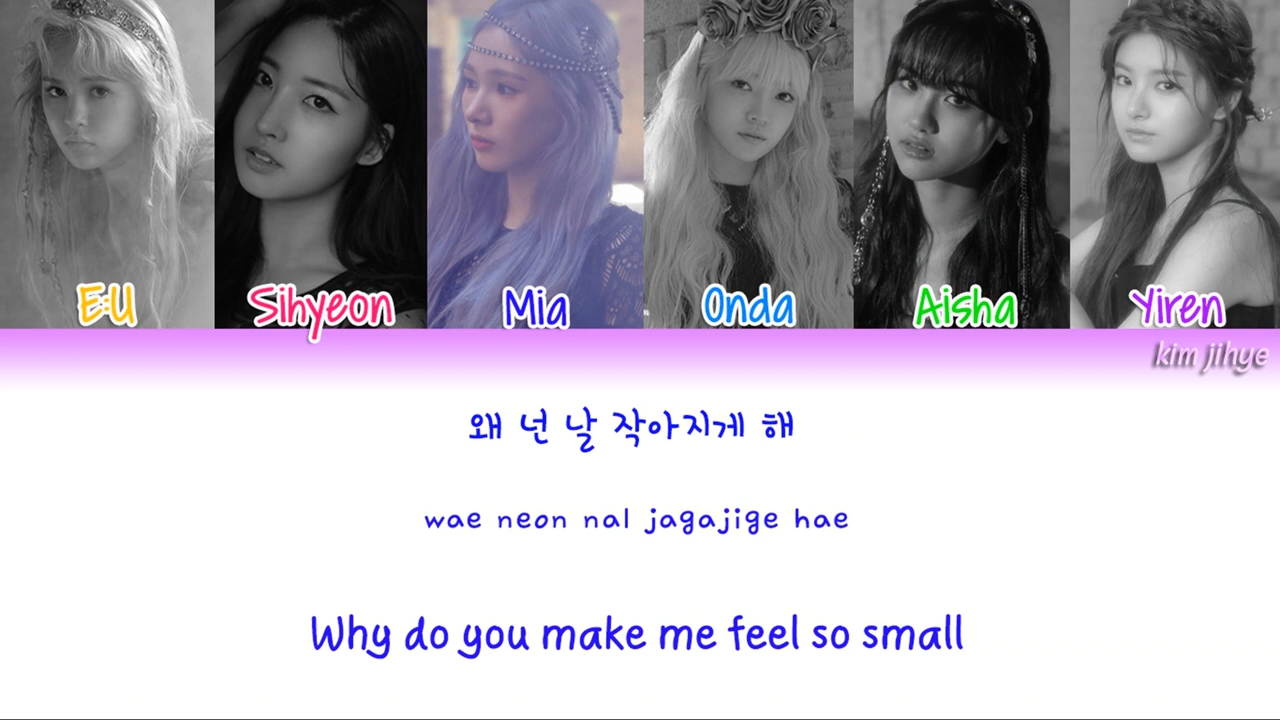 E:U Sihyeon Mia Onda Aisha Yiren
kim jihye
왜 넌 날 작아지게 해
wae neon nal jagajige hae
Why do you make me feel so small